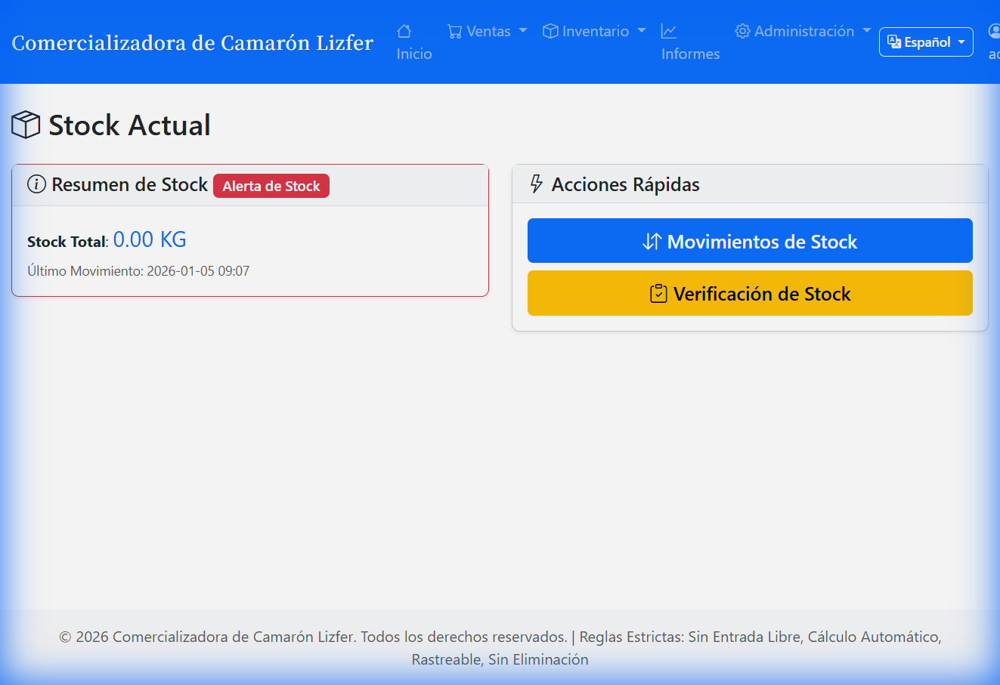 Comercializadora de Camarón Lizfer
Inicio
Ventas
Inventario
Informes
Administración
Español
Stock Actual
Resumen de Stock Alerta de Stock
Stock Total: 0.00 KG
Último Movimiento: 2026-01-05 09:07
Acciones Rápidas
Movimientos de Stock
Verificación de Stock
© 2026 Comercializadora de Camarón Lizfer. Todos los derechos reservados. | Reglas Estrictas: Sin Entrada Libre, Cálculo Automático,
Rastreable, Sin Eliminación